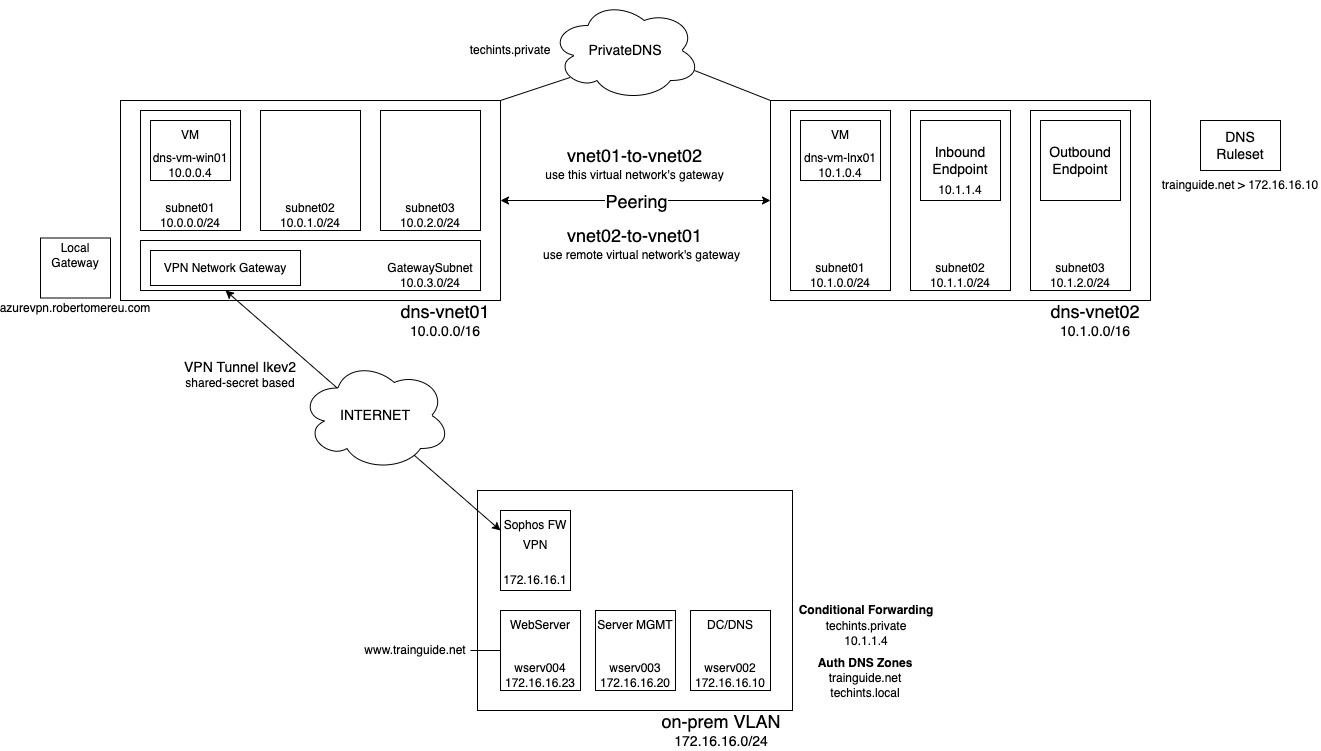 techints.private
PrivateDNS
VM
dns-vm-win01
10.0.0.4
subnet01
10.0.0.0/24
subnet02
10.0.1.0/24
subnet03
10.0.2.0/24
VPN Network Gateway
GatewaySubnet
10.0.3.0/24
dns-vnet01
10.0.0.0/16
Local
Gateway
azurevpn.robertomereu.com
vnet01-to-vnet02
use this virtual network's gateway
Peering
vnet02-to-vnet01
use remote virtual network's gateway
VM
dns-vm-lnx01
10.1.0.4
subnet01
10.1.0.0/24
Inbound
Endpoint
10.1.1.4
subnet02
10.1.1.0/24
Outbound
Endpoint
subnet03
10.1.2.0/24
dns-vnet02
10.1.0.0/16
DNS
Ruleset
trainguide.net > 172.16.16.10
VPN Tunnel Ikev2
shared-secret based
INTERNET
Sophos FW
VPN
172.16.16.1
www.trainguide.net
WebServer
wserv004
172.16.16.23
Server MGMT
wserv003
172.16.16.20
DC/DNS
wserv002
172.16.16.10
Conditional Forwarding
techints.private
10.1.1.4
Auth DNS Zones
trainguide.net
techints.local
on-prem VLAN
172.16.16.0/24